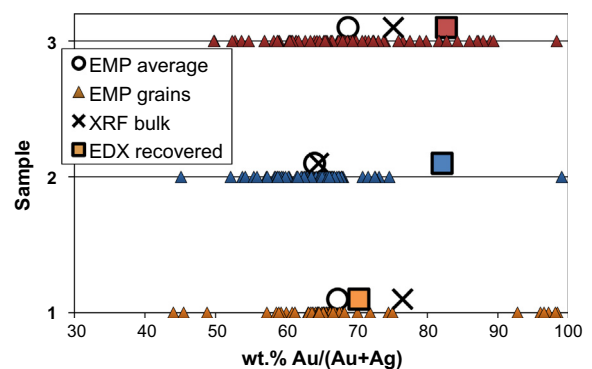 3
EMP average
EMP grains
XRF bulk
EDX recovered
Sample
2
1
30 40 50 60 70 80 90 100
wt.% Au/(Au+Ag)